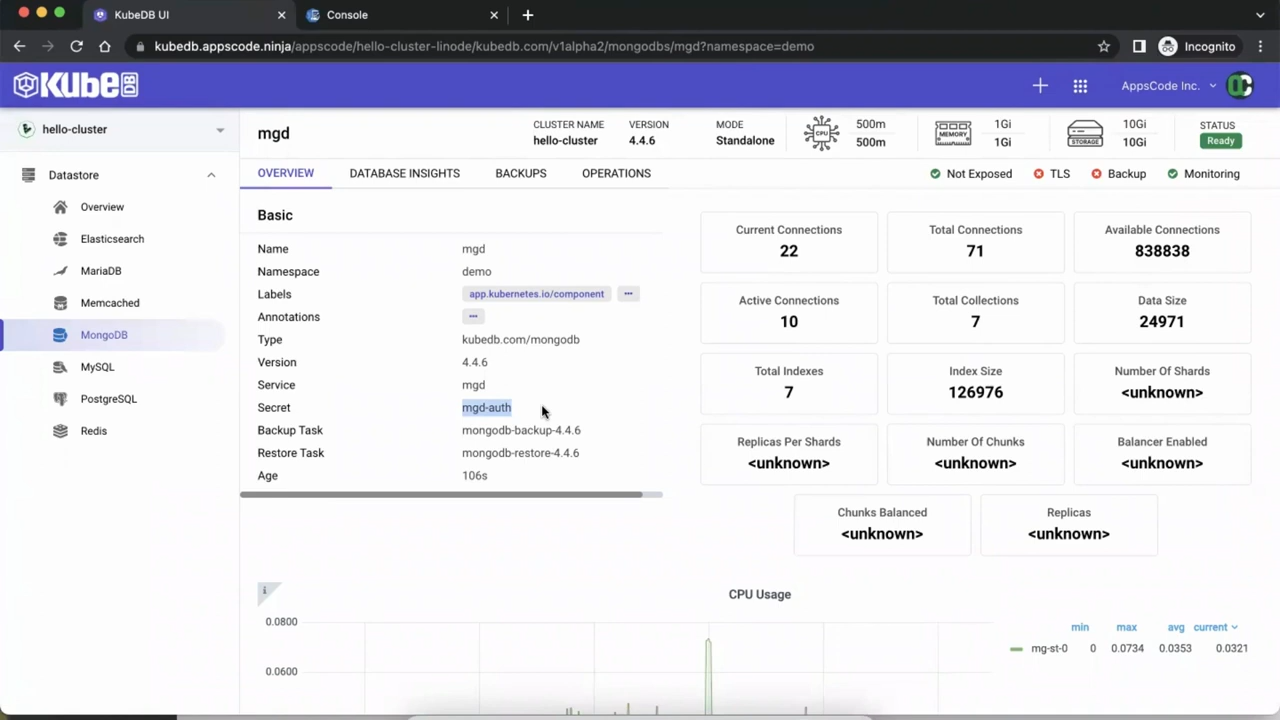 KubeDB UI
Console
kubedb.appscode.ninja/appscode/hello-cluster-linode/kubedb.com/v1alpha2/mongodbs/mgd?namespace=demo
Incognito
KubeDB
AppsCode Inc.
hello-cluster
Datastore
Overview
Elasticsearch
MariaDB
Memcached
MongoDB
MySQL
PostgreSQL
Redis
mgd
CLUSTER NAME
hello-cluster
VERSION
4.4.6
MODE
Standalone
CPU
500m
500m
MEMORY
1Gi
1Gi
STORAGE
10Gi
10Gi
STATUS
Ready
OVERVIEW
DATABASE INSIGHTS
BACKUPS
OPERATIONS
Not Exposed
TLS
Backup
Monitoring
Basic
Name mgd
Namespace demo
Labels app.kubernetes.io/component
Annotations
Type kubedb.com/mongodb
Version 4.4.6
Service mgd
Secret mgd-auth
Backup Task mongodb-backup-4.4.6
Restore Task mongodb-restore-4.4.6
Age 106s
Current Connections
22
Total Connections
71
Available Connections
838838
Active Connections
10
Total Collections
7
Data Size
24971
Total Indexes
7
Index Size
126976
Number Of Shards
<unknown>
Replicas Per Shards
<unknown>
Number Of Chunks
<unknown>
Balancer Enabled
<unknown>
Chunks Balanced
<unknown>
Replicas
<unknown>
i
CPU Usage
0.0800
0.0600
min max avg current
mg-st-0 0 0.0734 0.0353 0.0321